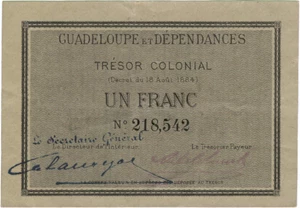 GUADELOUPE ET DÉPENDANCES
TRÉSOR COLONIAL
(Décret du 18 Août 1884)
UN FRANC
No 218,542
Le Secrétaire Général
Le Directeur de l'Intérieur
Le Trésorier Payeur